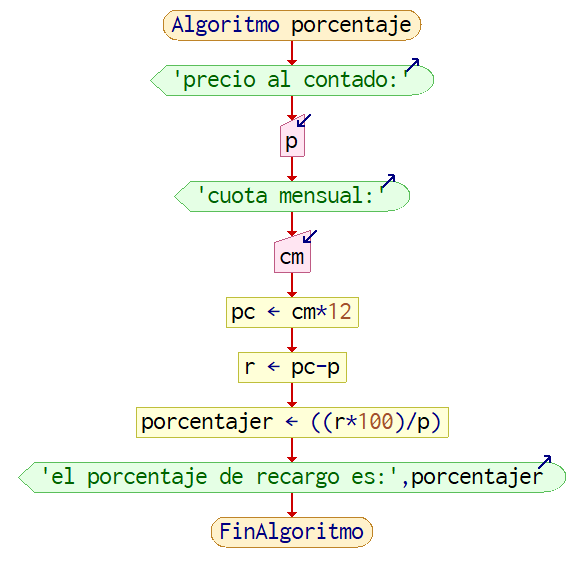 Algoritmo porcentaje
'precio al contado:'
p
'cuota mensual:'
cm
pc ← cm*12
r ← pc-p
porcentajer ← ((r*100)/p)
'el porcentaje de recargo es:',porcentajer
FinAlgoritmo